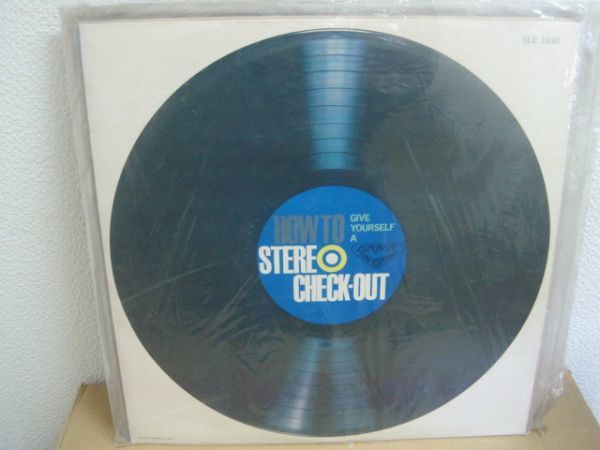 SLC 1650
HOW TO
GIVE
YOURSELF
A
STEREO
CHECK-OUT